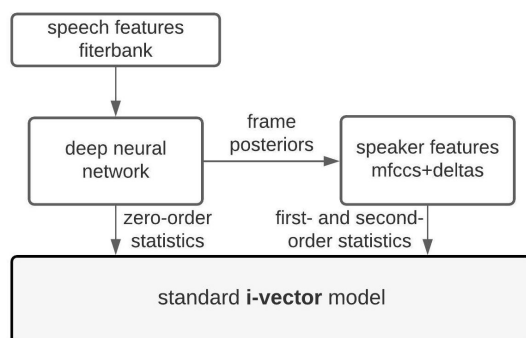 speech features
fiterbank
deep neural
network
frame
posteriors
speaker features
mfccs+deltas
zero-order
statistics
first- and second-
order statistics
standard i-vector model